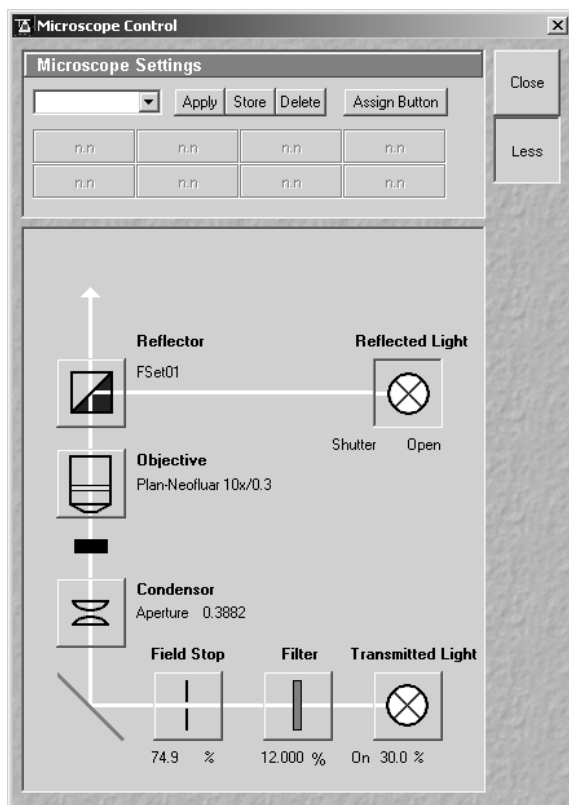 Microscope Control
Microscope Settings
Close
Apply Store Delete Assign Button
n.n n.n n.n n.n
Less
n.n n.n n.n n.n
Reflector Reflected Light
FSet01
Shutter Open
Objective
Plan-Neofluar 10x/0.3
Condensor
Aperture 0.3882
Field Stop Filter Transmitted Light
74.9 % 12.000 % On 30.0 %